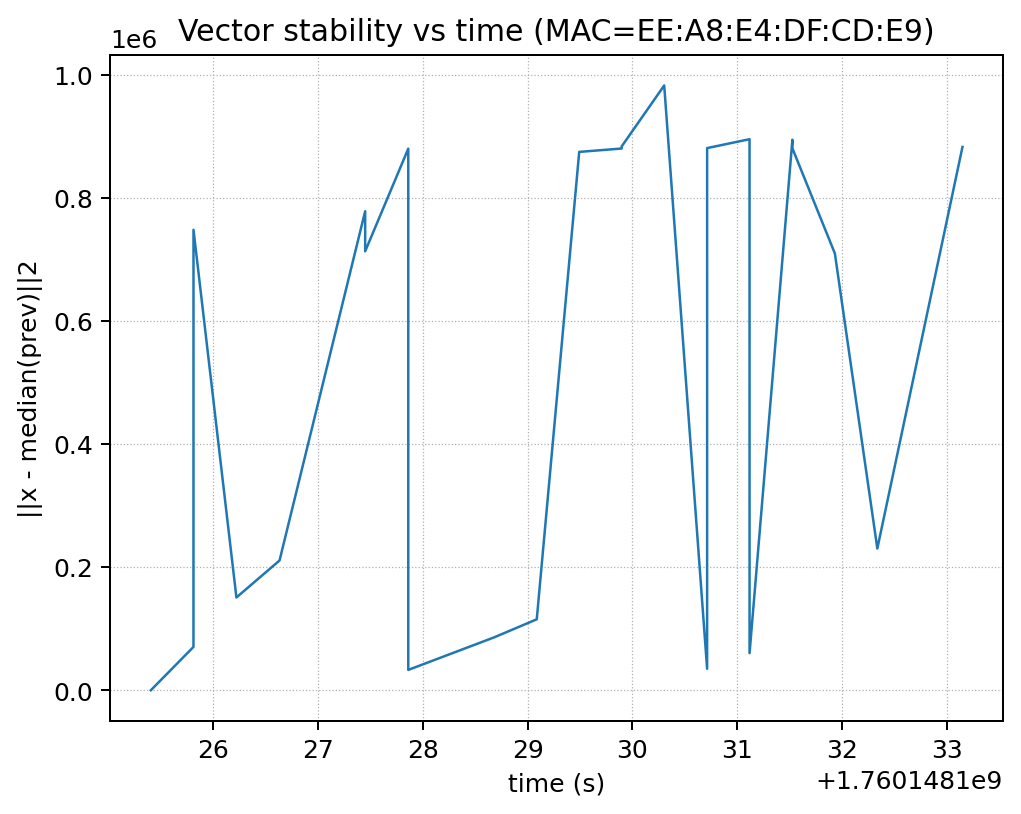 Vector stability vs time (MAC=EE:A8:E4:DF:CD:E9)
1e6
1.0
0.8
0.6
0.4
0.2
0.0
||x - median(prev)||2
26 27 28 29 30 31 32 33
time (s)
+1.7601481e9